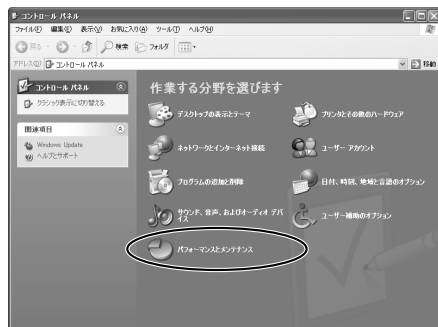 コントロール パネル
ファイル(F) 編集(E) 表示(V) お気に入り(A) ツール(T) ヘルプ(H)
戻る 検索 フォルダ
アドレス(D) コントロール パネル 移動
コントロール パネル
クラシック表示に切り替える
関連項目
Windows Update
ヘルプとサポート
作業する分野を選びます
デスクトップの表示とテーマ
プリンタとその他のハードウェア
ネットワークとインターネット接続
ユーザー アカウント
プログラムの追加と削除
日付、時刻、地域と言語のオプション
サウンド、音声、およびオーディオ デバイス
ユーザー補助のオプション
パフォーマンスとメンテナンス